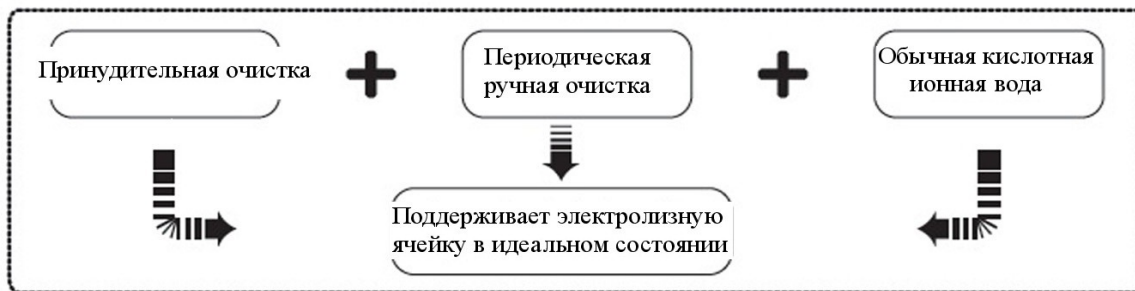 Принудительная очистка
Периодическая
ручная очистка
Обычная кислотная
ионная вода
Поддерживает электролизную
ячейку в идеальном состоянии